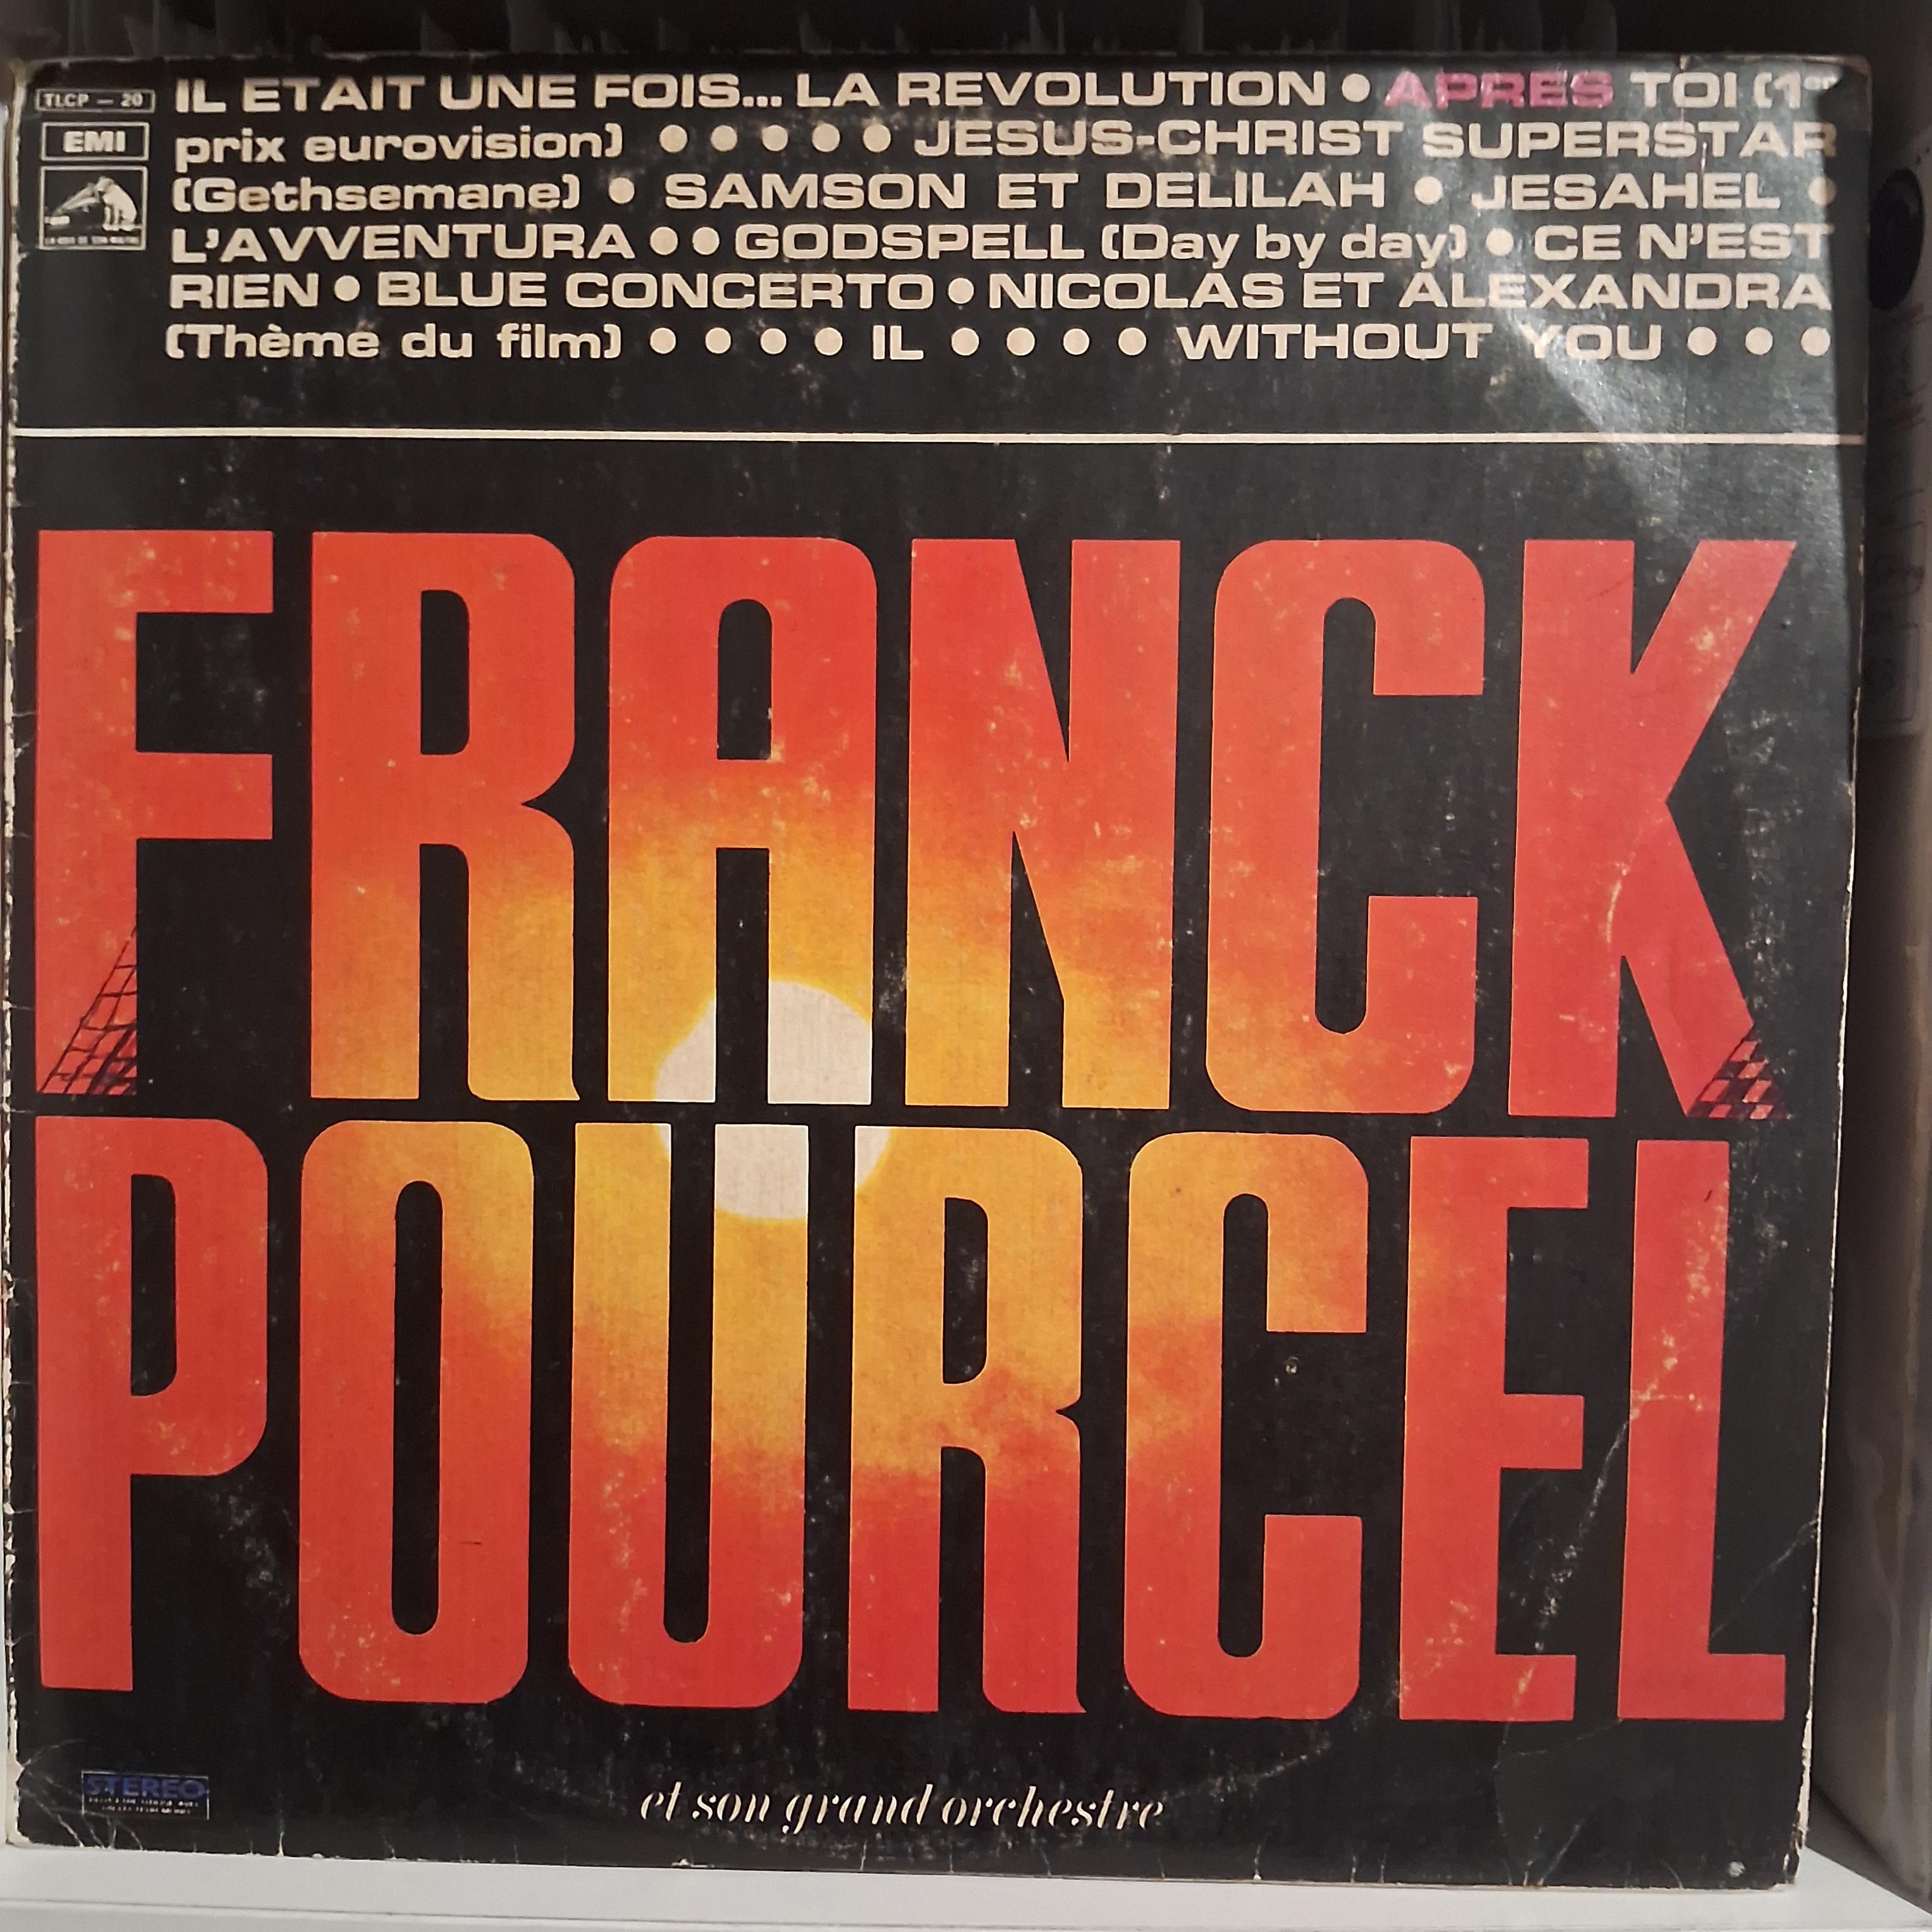 TLCP — 20
EMI
IL ETAIT UNE FOIS... LA REVOLUTION • APRES TOI (1er
prix eurovision) • • • • • JESUS-CHRIST SUPERSTAR
(Gethsemane) • SAMSON ET DELILAH • JESAHEL •
L'AVVENTURA • • GODSPELL (Day by day) • CE N'EST
RIEN • BLUE CONCERTO • NICOLAS ET ALEXANDRA
(Thème du film) • • • • IL • • • • WITHOUT YOU • • •
FRANCK
POURCEL
STEREO
et son grand orchestre